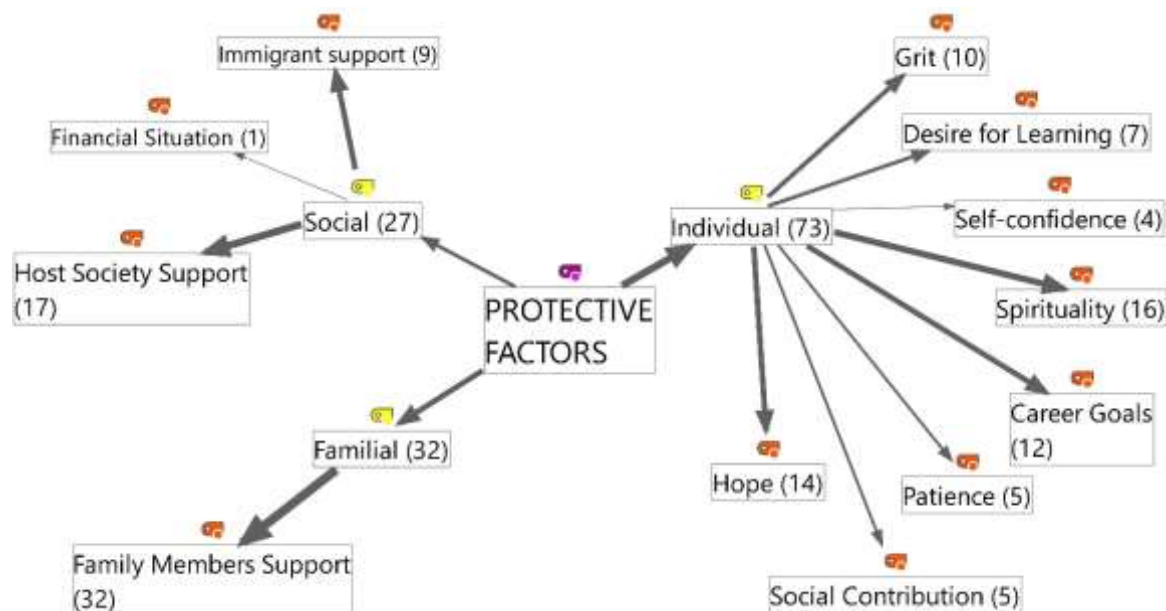 Immigrant support (9)
Grit (10)
Financial Situation (1)
Desire for Learning (7)
Social (27)
Individual (73)
Self-confidence (4)
Host Society Support
(17)
PROTECTIVE
FACTORS
Spirituality (16)
Familial (32)
Career Goals
(12)
Hope (14)
Patience (5)
Family Members Support
(32)
Social Contribution (5)